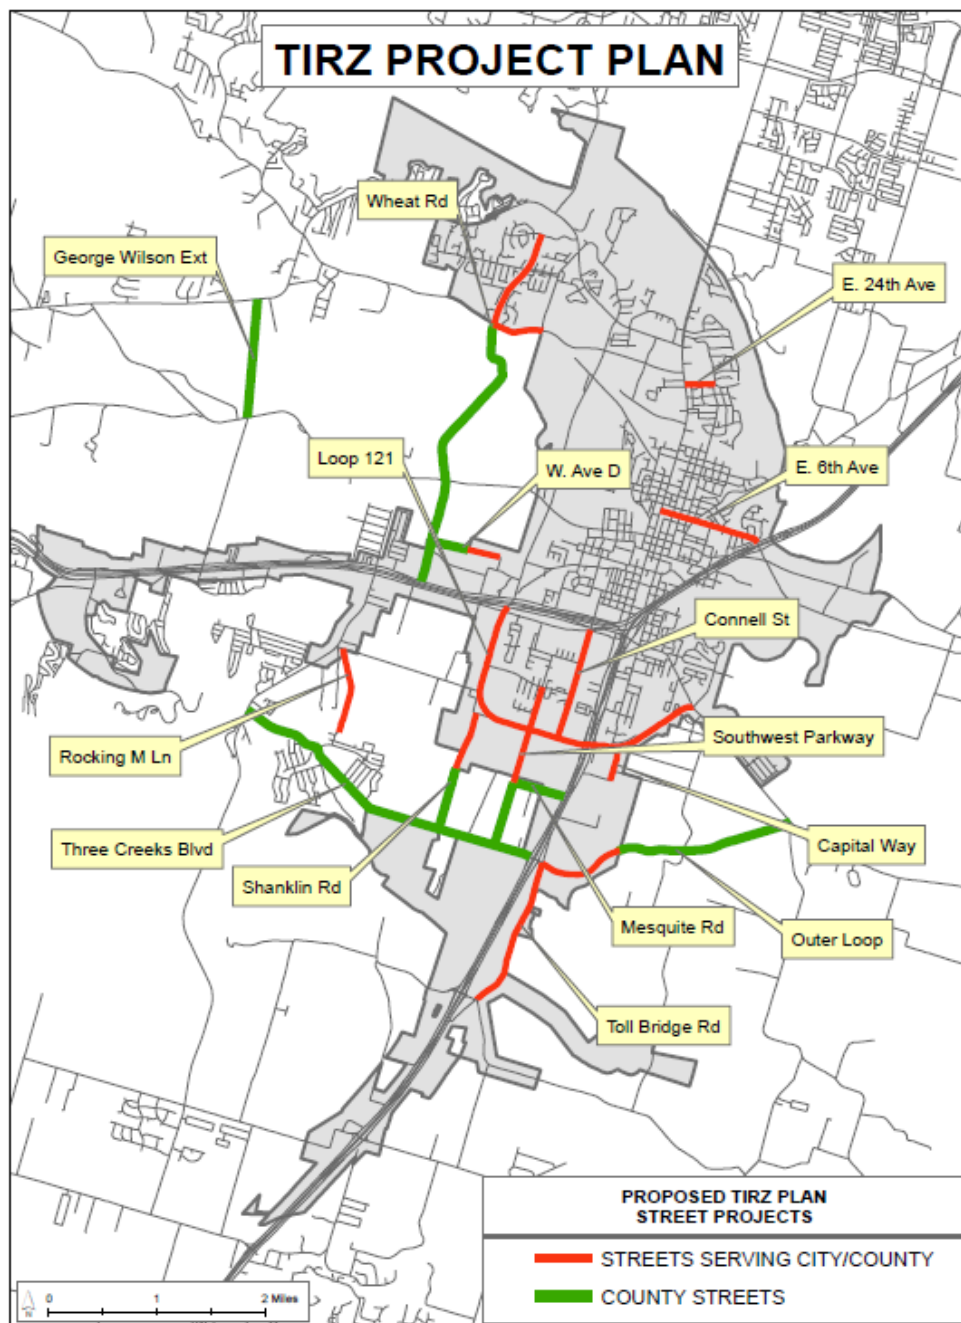 TIRZ PROJECT PLAN
Wheat Rd
George Wilson Ext
E. 24th Ave
Loop 121
W. Ave D
E. 6th Ave
Connell St
Southwest Parkway
Rocking M Ln
Three Creeks Blvd
Capital Way
Shanklin Rd
Mesquite Rd
Outer Loop
Toll Bridge Rd
PROPOSED TIRZ PLAN
STREET PROJECTS
STREETS SERVING CITY/COUNTY
COUNTY STREETS
0 1 2 Miles
N